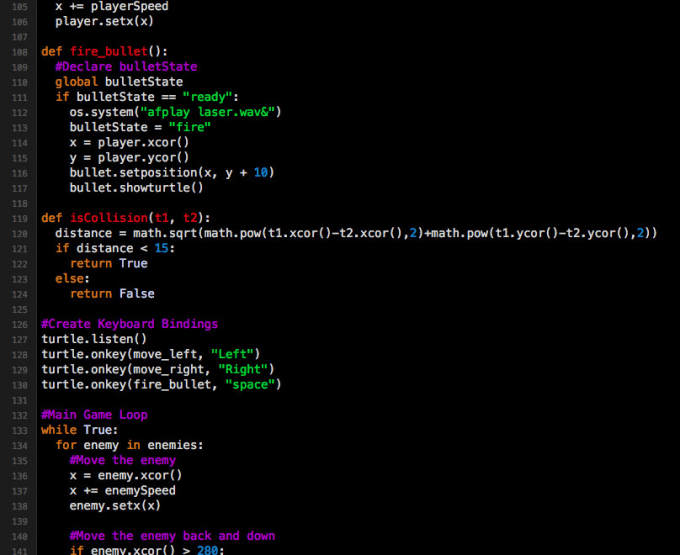 105 x += playerSpeed
106 player.setx(x)
107
108 def fire_bullet():
109 #Declare bulletState
110 global bulletState
111 if bulletState == "ready":
112 os.system("afplay laser.wav&")
113 bulletState = "fire"
114 x = player.xcor()
115 y = player.ycor()
116 bullet.setposition(x, y + 10)
117 bullet.showturtle()
118
119 def isCollision(t1, t2):
120 distance = math.sqrt(math.pow(t1.xcor()-t2.xcor(),2)+math.pow(t1.ycor()-t2.ycor(),2))
121 if distance < 15:
122 return True
123 else:
124 return False
125
126 #Create Keyboard Bindings
127 turtle.listen()
128 turtle.onkey(move_left, "Left")
129 turtle.onkey(move_right, "Right")
130 turtle.onkey(fire_bullet, "space")
131
132 #Main Game Loop
133 while True:
134 for enemy in enemies:
135 #Move the enemy
136 x = enemy.xcor()
137 x += enemySpeed
138 enemy.setx(x)
139
140 #Move the enemy back and down
141 if enemy.xcor() > 280: